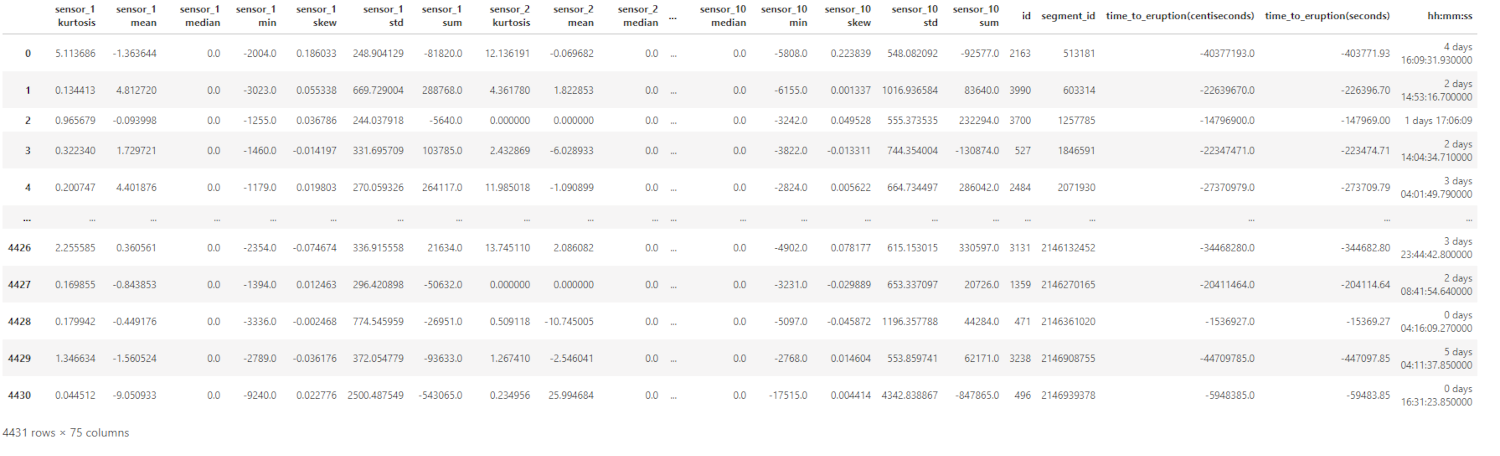 sensor_1 kurtosis sensor_1 mean sensor_1 median sensor_1 min sensor_1 skew sensor_1 std sensor_1 sum sensor_2 kurtosis sensor_2 mean sensor_2 median ... sensor_10 median sensor_10 min sensor_10 skew sensor_10 std sensor_10 sum id segment_id time_to_eruption(centiseconds) time_to_eruption(seconds) hh:mm:ss
0 5.113686 -1.363644 0.0 -2004.0 0.186033 248.904129 -81820.0 12.136191 -0.069682 0.0 ... 0.0 -5808.0 0.223839 548.082092 -92577.0 2163 513181 -40377193.0 -403771.93 4 days 16:09:31.930000
1 0.134413 4.812720 0.0 -3023.0 0.055338 669.729004 288768.0 4.361780 1.822853 0.0 ... 0.0 -6155.0 0.001337 1016.936584 83640.0 3990 603314 -22639670.0 -226396.70 2 days 14:53:16.700000
2 0.965679 -0.093998 0.0 -1255.0 0.036786 244.037918 -5640.0 0.000000 0.000000 0.0 ... 0.0 -3242.0 0.049528 555.373535 232294.0 3700 1257785 -14796900.0 -147969.00 1 days 17:06:09
3 0.322340 1.729721 0.0 -1460.0 -0.014197 331.695709 103785.0 2.432869 -6.028933 0.0 ... 0.0 -3822.0 -0.013311 744.354004 -130874.0 527 1846591 -22347471.0 -223474.71 2 days 14:04:34.710000
4 0.200747 4.401876 0.0 -1179.0 0.019803 270.059326 264117.0 11.985018 -1.090899 0.0 ... 0.0 -2824.0 0.005622 664.734497 286042.0 2484 2071930 -27370979.0 -273709.79 3 days 04:01:49.790000
... ... ... ... ... ... ... ... ... ... ... ... ... ... ... ... ... ... ... ... ... ...
4426 2.255585 0.360561 0.0 -2354.0 -0.074674 336.915558 21634.0 13.745110 2.086082 0.0 ... 0.0 -4902.0 0.078177 615.153015 330597.0 3131 2146132452 -34468280.0 -344682.80 3 days 23:44:42.800000
4427 0.169855 -0.843853 0.0 -1394.0 0.012463 296.420898 -50632.0 0.000000 0.000000 0.0 ... 0.0 -3231.0 -0.029889 653.337097 20726.0 1359 2146270165 -20411464.0 -204114.64 2 days 08:41:54.640000
4428 0.179942 -0.449176 0.0 -3336.0 -0.002468 774.545959 -26951.0 0.509118 -10.745005 0.0 ... 0.0 -5097.0 -0.045872 1196.357788 44284.0 471 2146361020 -1536927.0 -15369.27 0 days 04:16:09.270000
4429 1.346634 -1.560524 0.0 -2789.0 -0.036176 372.054779 -93633.0 1.267410 -2.546041 0.0 ... 0.0 -2768.0 0.014604 553.859741 62171.0 3238 2146908755 -44709785.0 -447097.85 5 days 04:11:37.850000
4430 0.044512 -9.050933 0.0 -9240.0 0.022776 2500.487549 -543065.0 0.234956 25.994684 0.0 ... 0.0 -17515.0 0.004414 4342.838867 -847865.0 496 2146939378 -5948385.0 -59483.85 0 days 16:31:23.850000
4431 rows × 75 columns